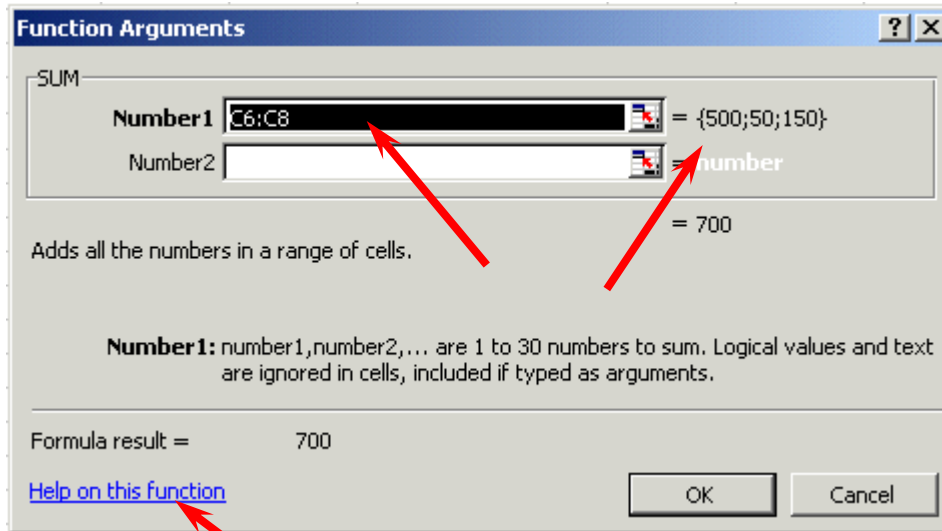 Function Arguments
SUM
Number1 C6:C8 = {500;50;150}
Number2 = number
= 700
Adds all the numbers in a range of cells.
Number1: number1,number2,... are 1 to 30 numbers to sum. Logical values and text
are ignored in cells, included if typed as arguments.
Formula result = 700
Help on this function OK Cancel